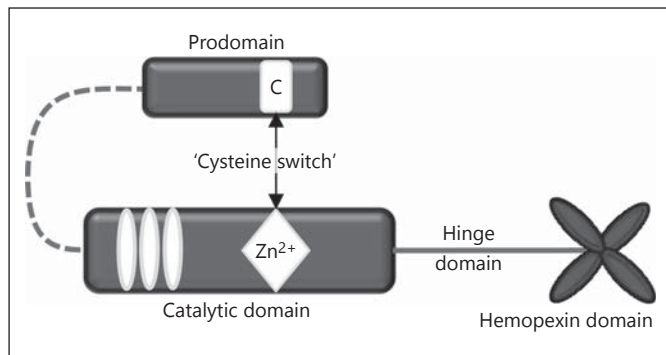 Prodomain
C
‘Cysteine switch’
Zn²⁺
Hinge
domain
Catalytic domain
Hemopexin domain